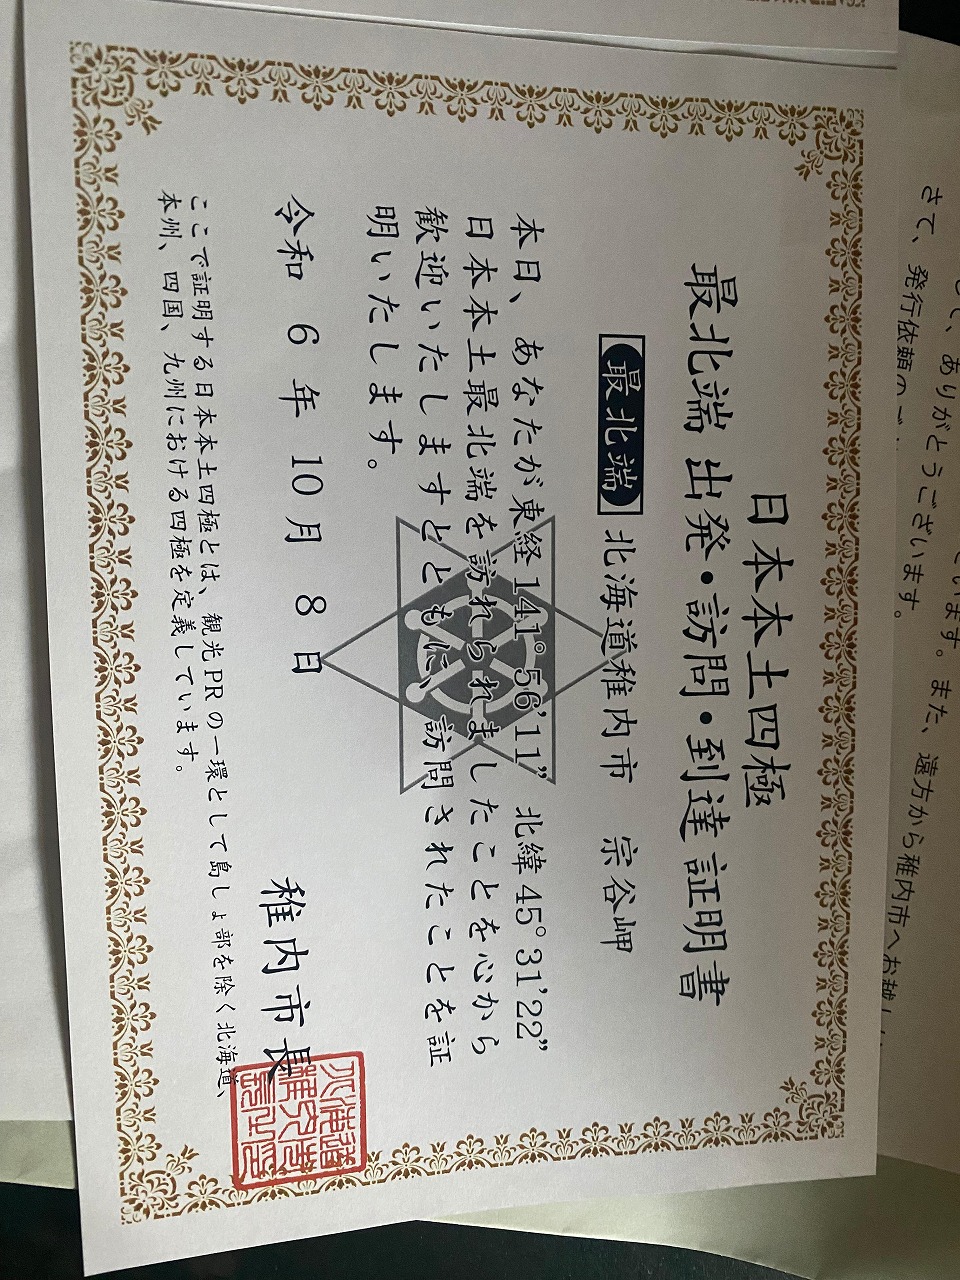 日本本土四極
最北端 出発・訪問・到達 証明書
最北端 北海道稚内市 宗谷岬
本日、あなたが東経141°56'11” 北緯45°31'22”
日本本土最北端を訪れられましたことを心から
歓迎いたしますとともに、訪問されたことを証
明いたします。
令和 6 年 10 月 8 日
稚内市長
ここで証明する日本本土四極とは、観光PRの一環として島しょ部を除く北海道、
本州、四国、九州における四極を定義しています。
ありがとうございます。
います。また、遠方から稚内市へお越し
さて、発行依頼の